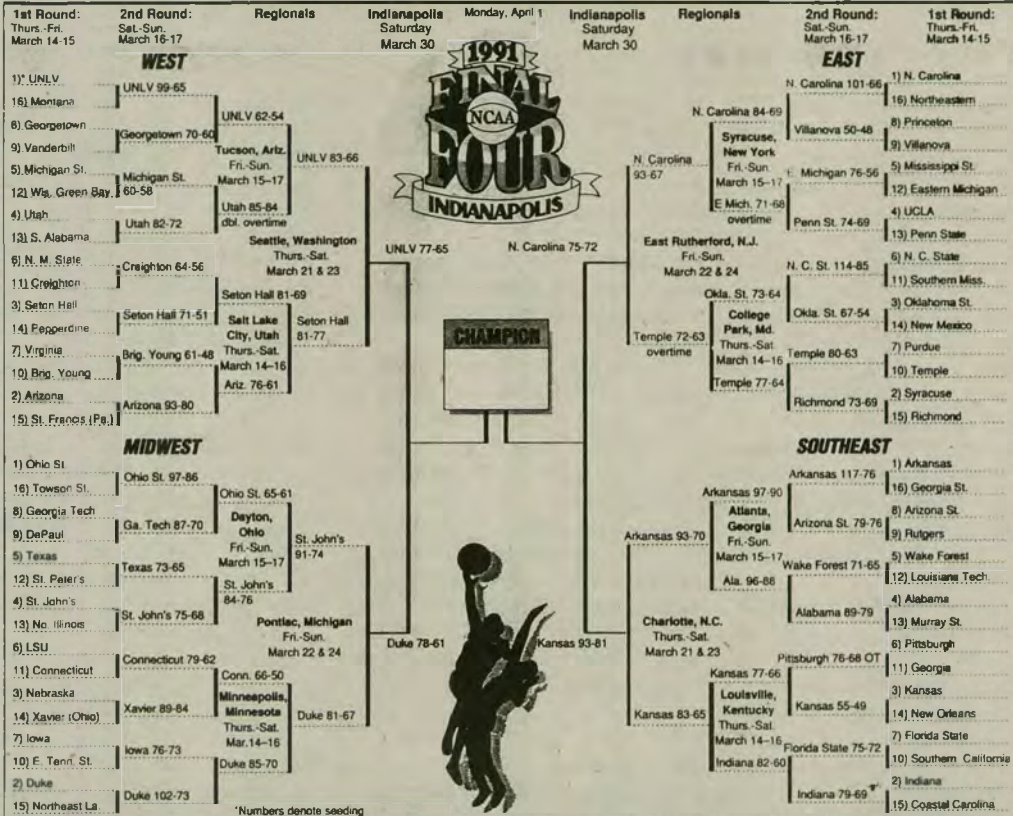 1st Round:
Thurs.-Fri.
March 14-15
2nd Round:
Sat.-Sun.
March 16-17
Regionals
Indianapolis
Saturday
March 30
Monday, April 1
Indianapolis
Saturday
March 30
Regionals
2nd Round:
Sat.-Sun.
March 16-17
1st Round:
Thurs.-Fri.
March 14-15
1991
FINAL
NCAA
FOUR
INDIANAPOLIS
WEST
1)* UNLV
16) Montana
8) Georgetown
9) Vanderbilt
5) Michigan St.
12) Wis. Green Bay
4) Utah
13) S. Alabama
6) N. M. State
11) Creighton
3) Seton Hall
14) Pepperdine
7) Virginia
10) Brig. Young
2) Arizona
15) St. Francis (Pa.)
UNLV 99-65
Georgetown 70-60
Michigan St.
60-58
Utah 82-72
Creighton 64-56
Seton Hall 71-51
Brig. Young 61-48
Arizona 93-80
UNLV 62-54
Tucson, Ariz.
Fri.-Sun.
March 15–17
Utah 85-84
dbl. overtime
Seton Hall 81-69
Salt Lake
City, Utah
Thurs.-Sat.
March 14–16
Ariz. 76-61
UNLV 83-66
Seattle, Washington
Thurs.-Sat.
March 21 & 23
Seton Hall
81-77
UNLV 77-65
MIDWEST
1) Ohio St.
16) Towson St.
8) Georgia Tech
9) DePaul
5) Texas
12) St. Peter's
4) St. John's
13) No. Illinois
6) LSU
11) Connecticut
3) Nebraska
14) Xavier (Ohio)
7) Iowa
10) E. Tenn. St.
2) Duke
15) Northeast La.
Ohio St. 97-86
Ga. Tech 87-70
Texas 73-65
St. John's 75-68
Connecticut 79-62
Xavier 89-84
Iowa 76-73
Duke 102-73
Ohio St. 65-61
Dayton,
Ohio
Fri.-Sun.
March 15–17
St. John's
84-76
Conn. 66-50
Minneapolis,
Minnesota
Thurs.-Sat.
Mar.14–16
Duke 85-70
St. John's
91-74
Pontiac, Michigan
Fri.-Sun.
March 22 & 24
Duke 81-67
Duke 78-61
*Numbers denote seeding
CHAMPION
EAST
N. Carolina 75-72
N. Carolina
93-67
East Rutherford, N.J.
Fri.-Sun.
March 22 & 24
Temple 72-63
overtime
N. Carolina 84-69
Syracuse,
New York
Fri.-Sun.
March 15–17
E Mich. 71-68
overtime
Okla. St. 73-64
College
Park, Md.
Thurs.-Sat.
March 14–16
Temple 77-64
N. Carolina 101-66
Villanova 50-48
Michigan 76-56
Penn St. 74-69
N. C. St. 114-85
Okla. St. 67-54
Temple 80-63
Richmond 73-69
1) N. Carolina
16) Northeastern
8) Princeton
9) Villanova
5) Mississippi St.
12) Eastern Michigan
4) UCLA
13) Penn State
6) N. C. State
11) Southern Miss.
3) Oklahoma St.
14) New Mexico
7) Purdue
10) Temple
2) Syracuse
15) Richmond
SOUTHEAST
Kansas 93-81
Arkansas 93-70
Charlotte, N.C.
Thurs.-Sat.
March 21 & 23
Kansas 83-65
Arkansas 97-90
Atlanta,
Georgia
Fri.-Sun.
March 15–17
Ala. 96-88
Kansas 77-66
Louisville,
Kentucky
Thurs.-Sat.
March 14–16
Indiana 82-60
Arkansas 117-76
Arizona St. 79-76
Wake Forest 71-65
Alabama 89-79
Pittsburgh 76-68 OT
Kansas 55-49
Florida State 75-72
Indiana 79-69
1) Arkansas
16) Georgia St.
8) Arizona St.
9) Rutgers
5) Wake Forest
12) Louisiana Tech
4) Alabama
13) Murray St.
6) Pittsburgh
11) Georgia
3) Kansas
14) New Orleans
7) Florida State
10) Southern California
2) Indiana
15) Coastal Carolina